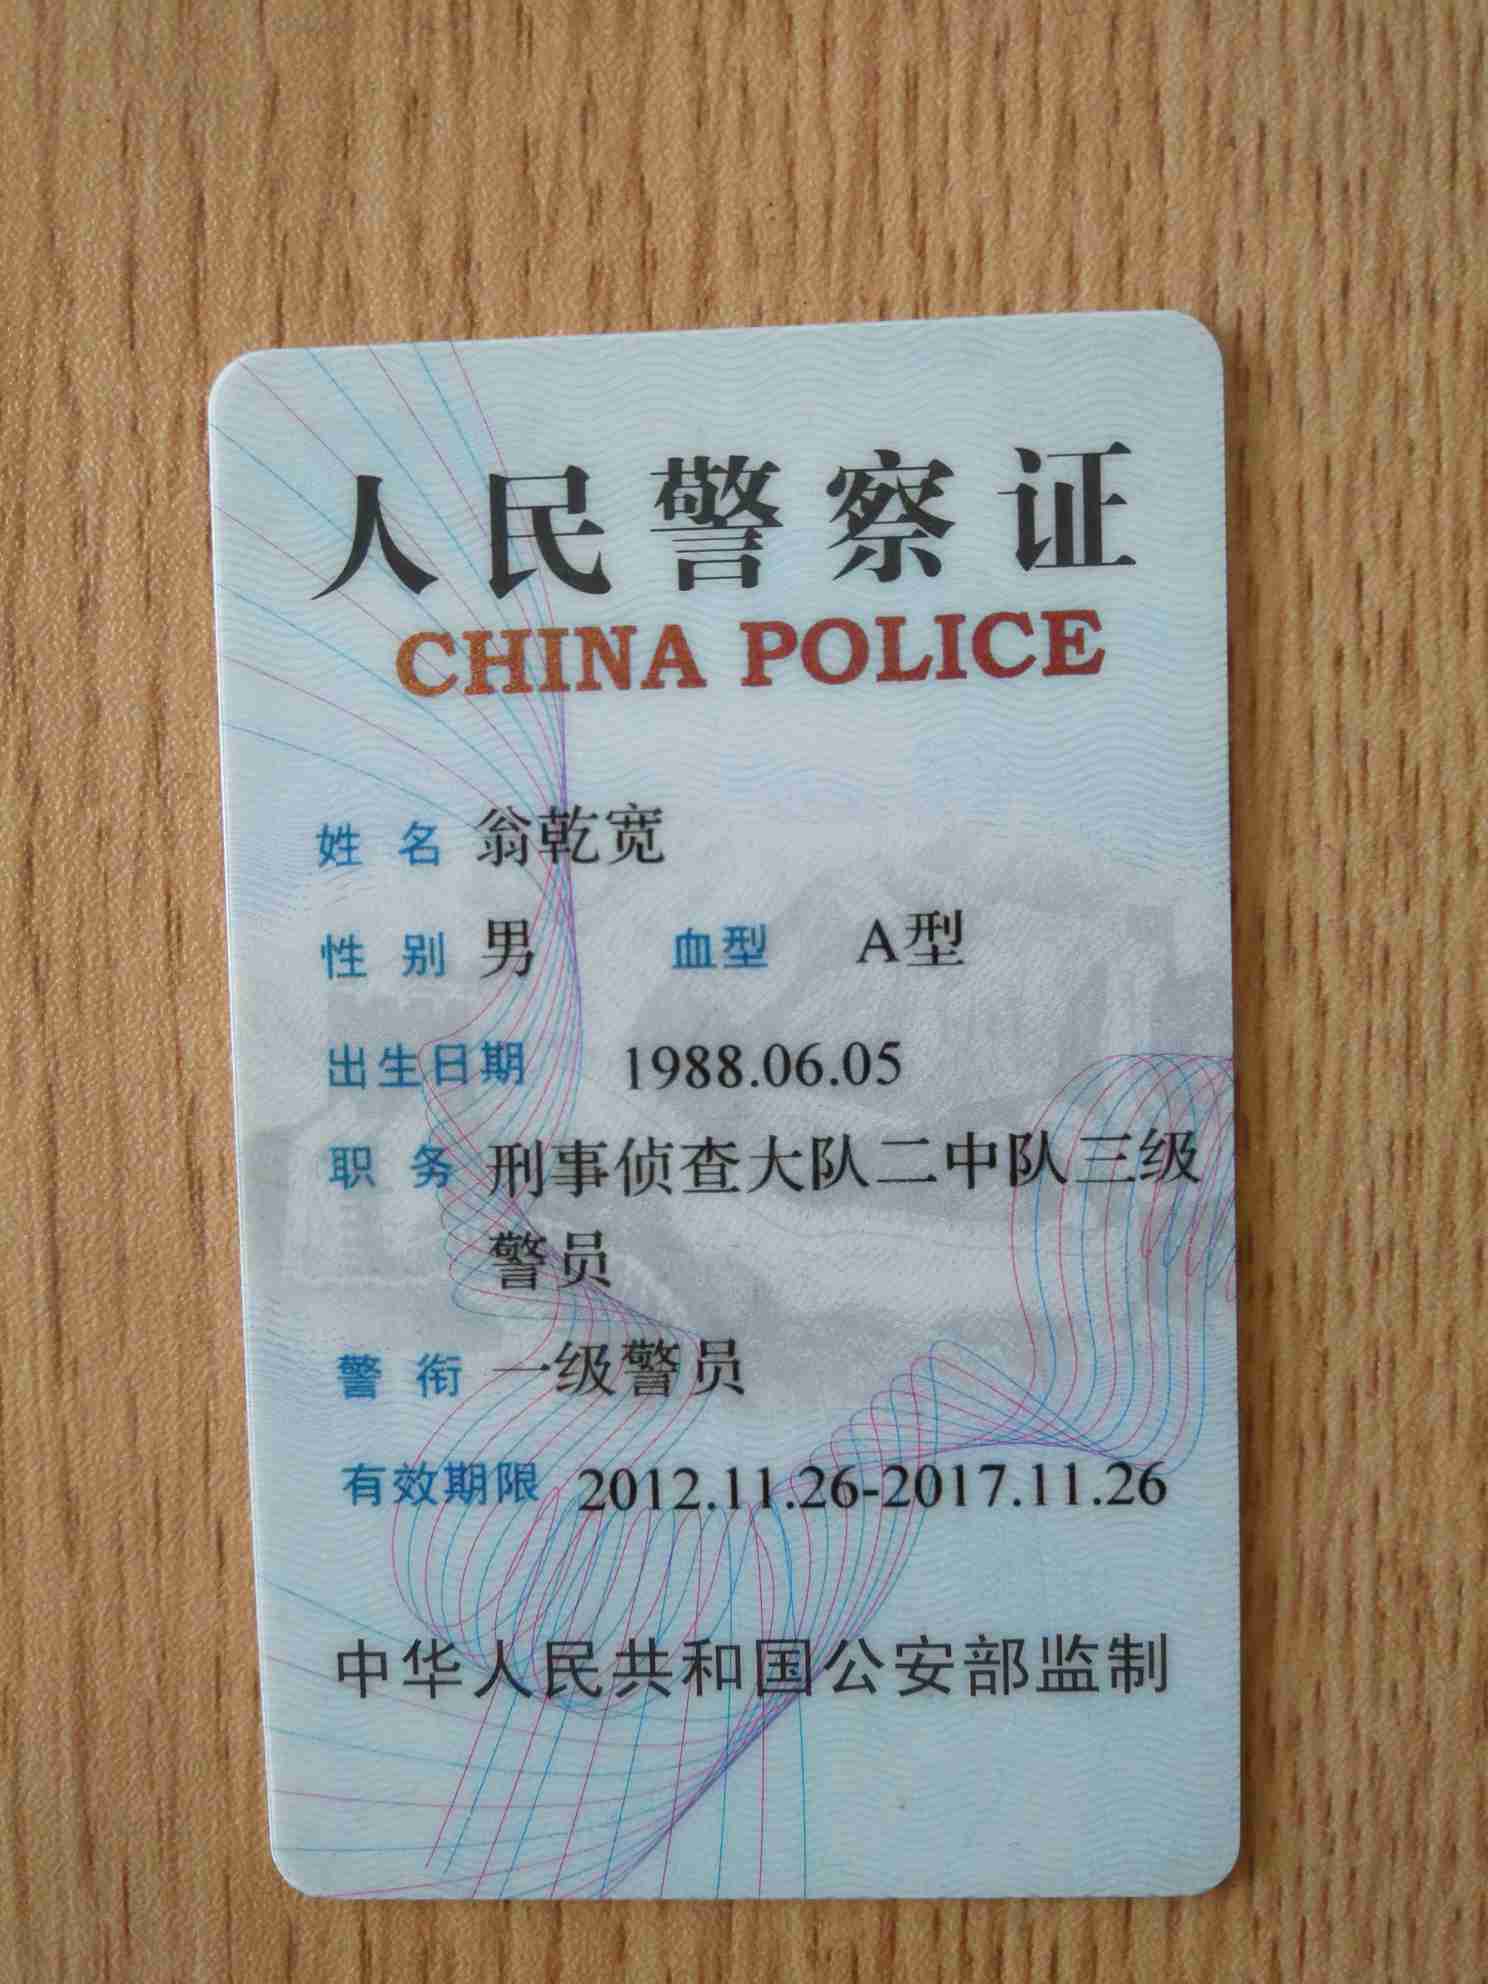 人民警察证
CHINA POLICE
姓名 翁乾宽
性别 男 血型 A型
出生日期 1988.06.05
职务 刑事侦查大队二中队三级
警员
警衔 一级警员
有效期限 2012.11.26-2017.11.26
中华人民共和国公安部监制